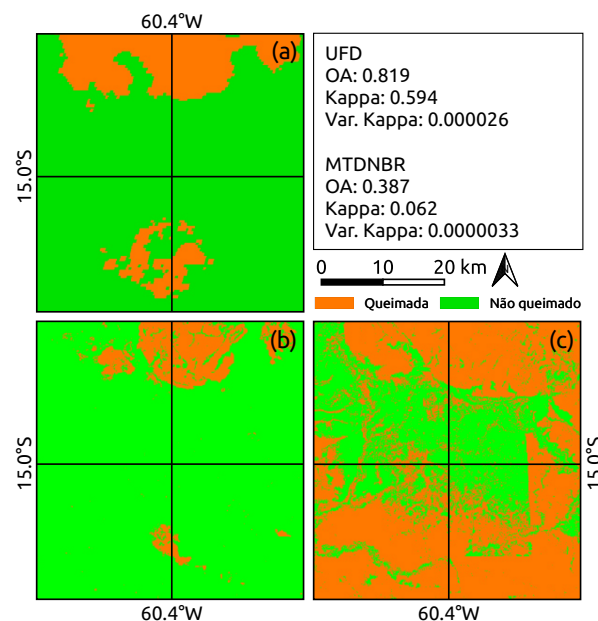 60.4°W
(a)
15.0°S
UFD
OA: 0.819
Kappa: 0.594
Var. Kappa: 0.000026
MTDNBR
OA: 0.387
Kappa: 0.062
Var. Kappa: 0.0000033
0 10 20 km
N
Queimada Não queimado
(b)
(c)
15.0°S
15.0°S
60.4°W
60.4°W